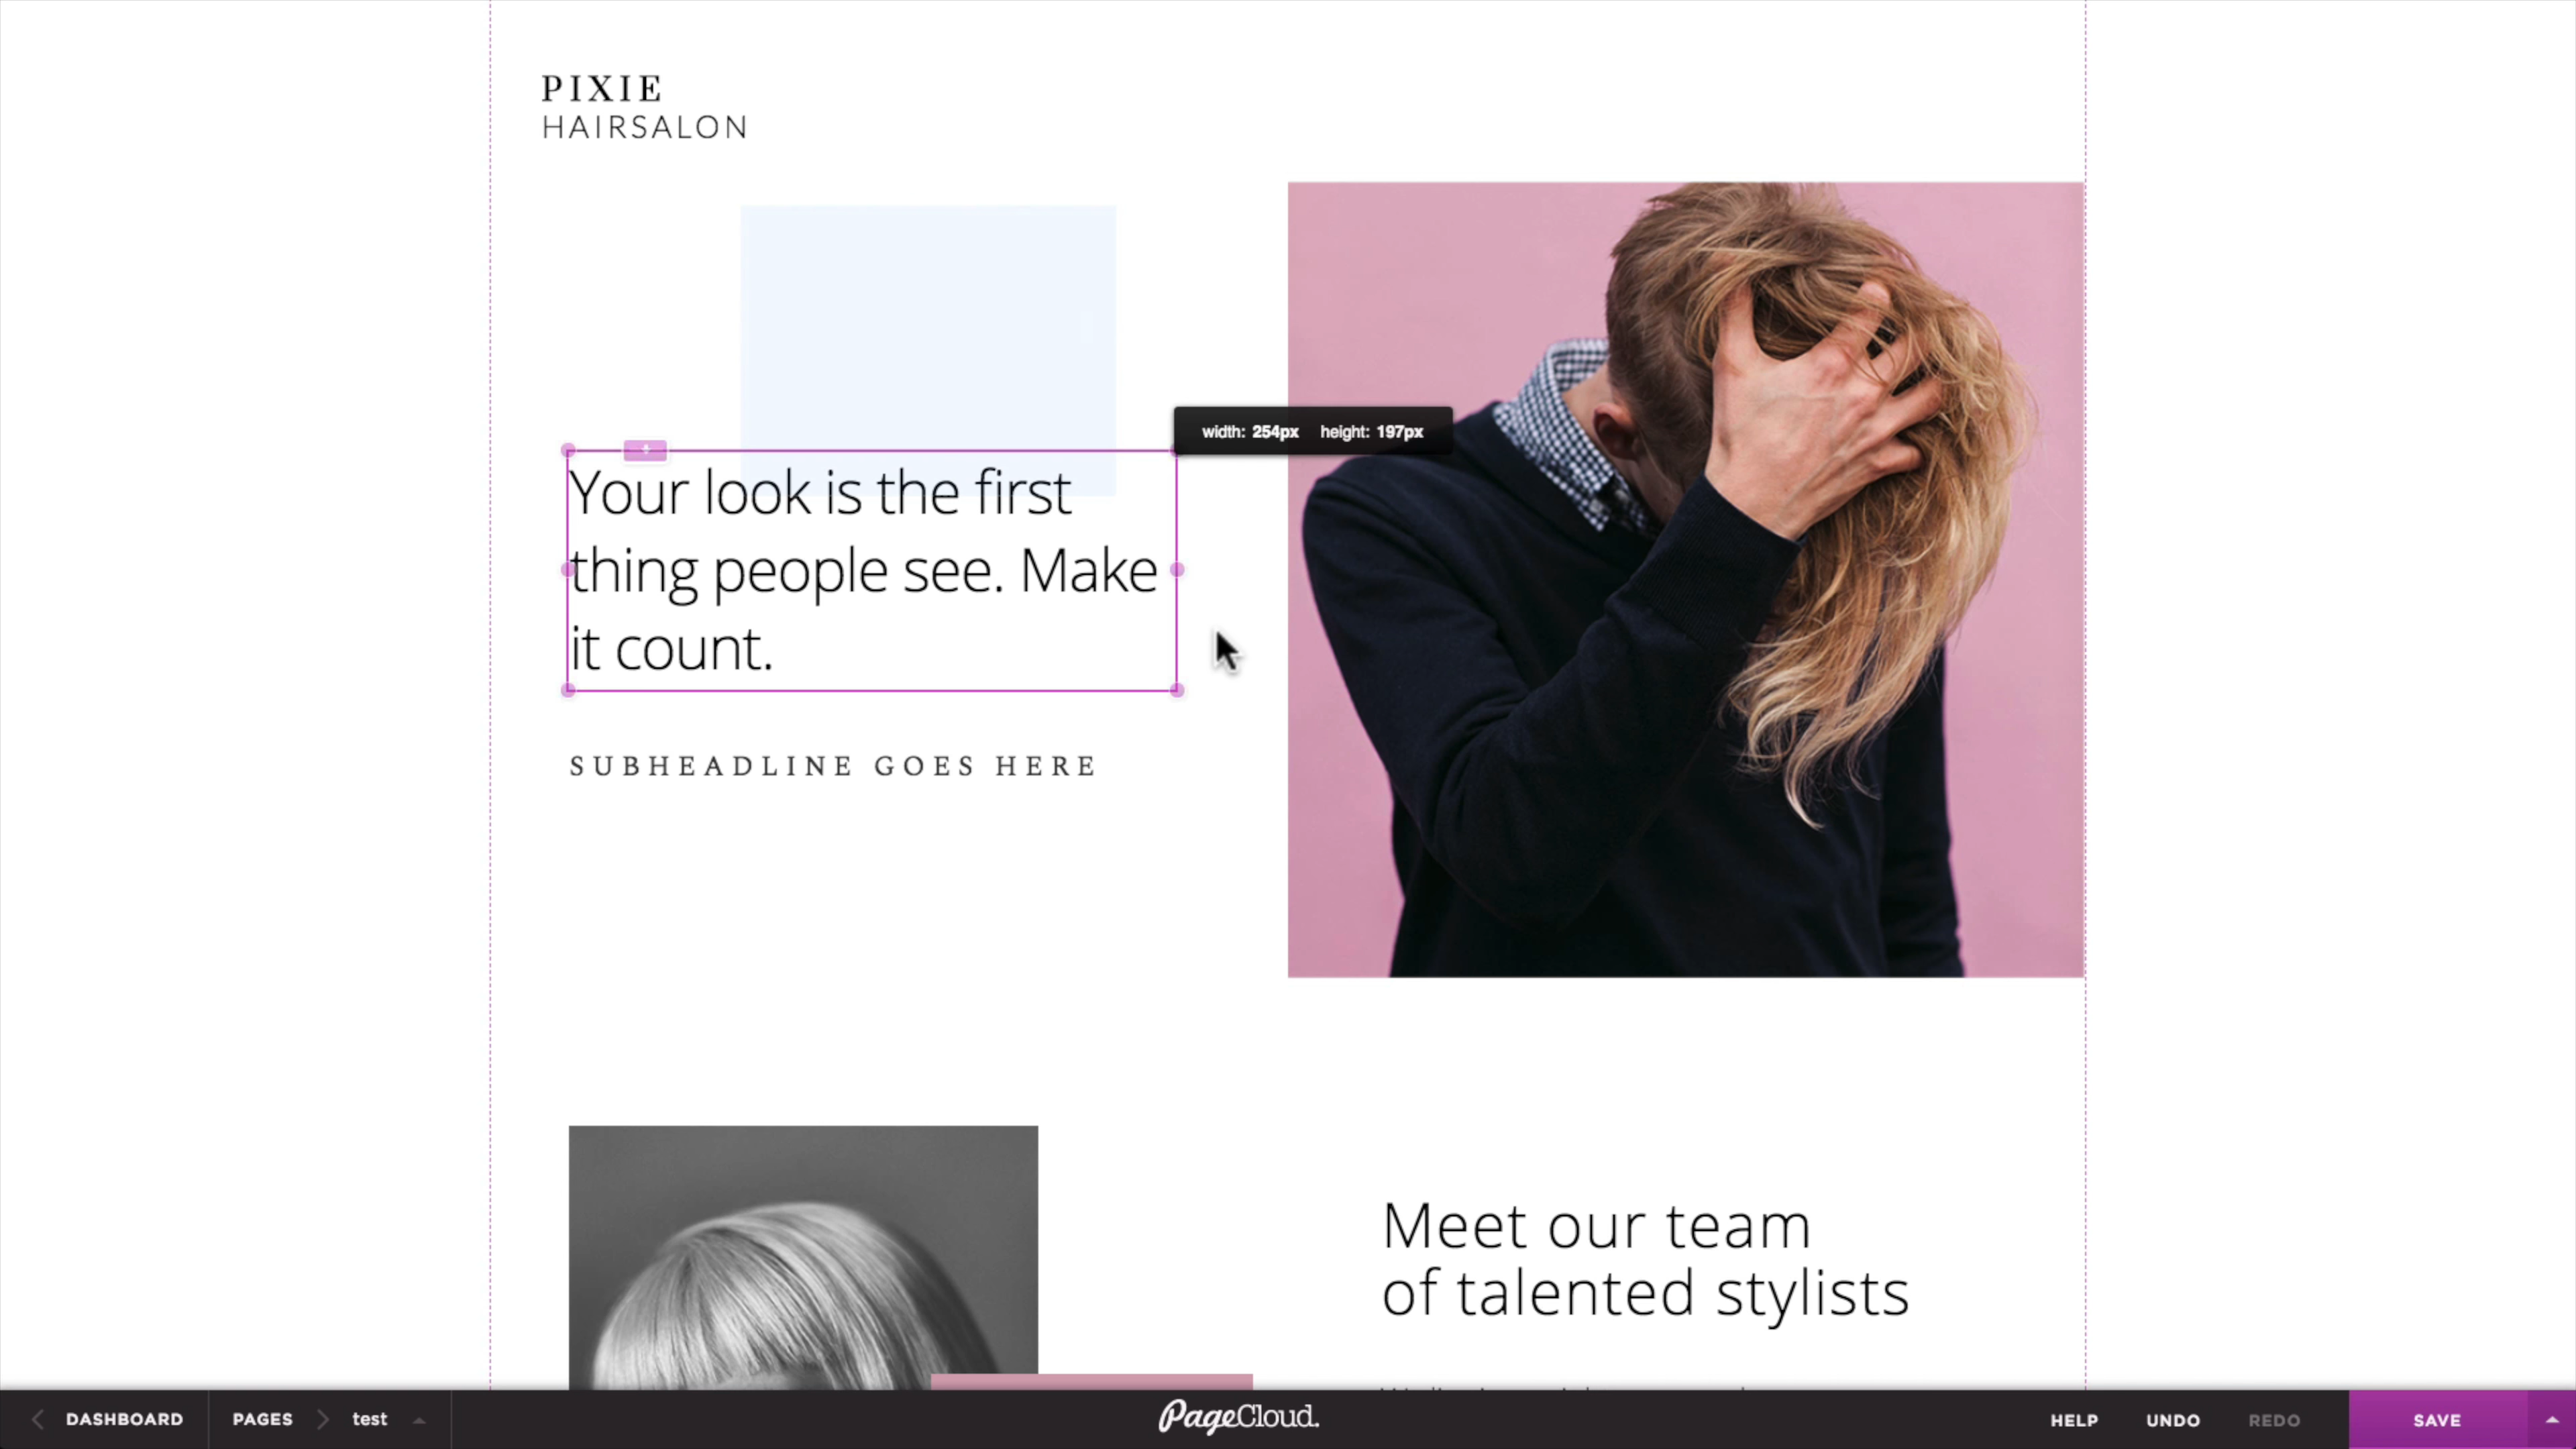 PIXIE
HAIRSALON
width: 254px height: 197px
Your look is the first
thing people see. Make
it count.
SUBHEADLINE GOES HERE
Meet our team
of talented stylists
DASHBOARD PAGES test PageCloud. HELP UNDO REDO SAVE